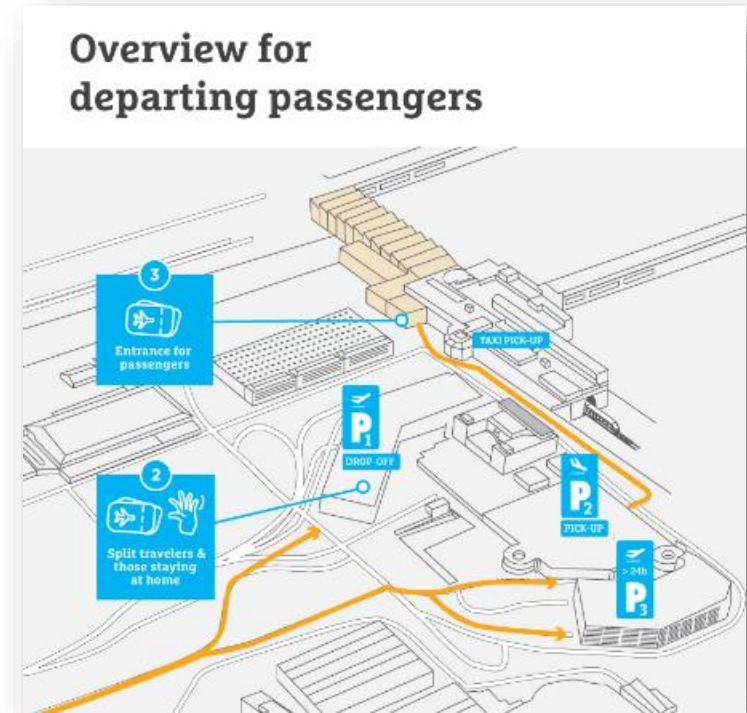 Overview for
departing passengers
3
Entrance for
passengers
TAXI PICK-UP
P1
DROP-OFF
2
Split travelers &
those staying
at home
P2
PICK-UP
> 24h
P3